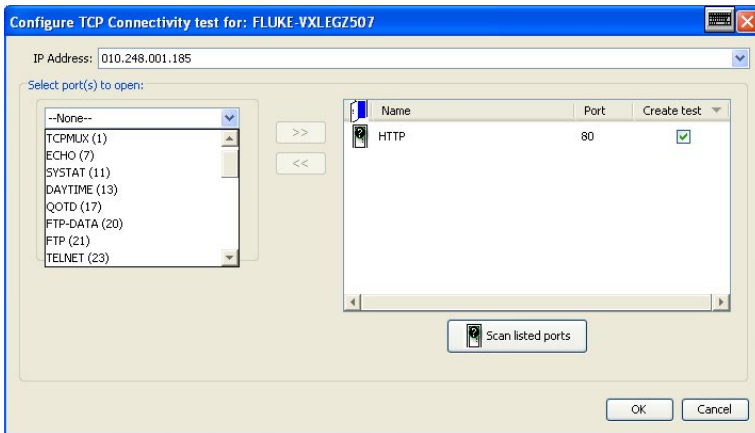 Configure TCP Connectivity test for: FLUKE-VXLEGZ507
IP Address: 010.248.001.185
Select port(s) to open:
--None--
TCPMUX (1)
ECHO (7)
SYSTAT (11)
DAYTIME (13)
QOTD (17)
FTP-DATA (20)
FTP (21)
TELNET (23)
>>
<<
Name Port Create test
HTTP 80
Scan listed ports
OK Cancel